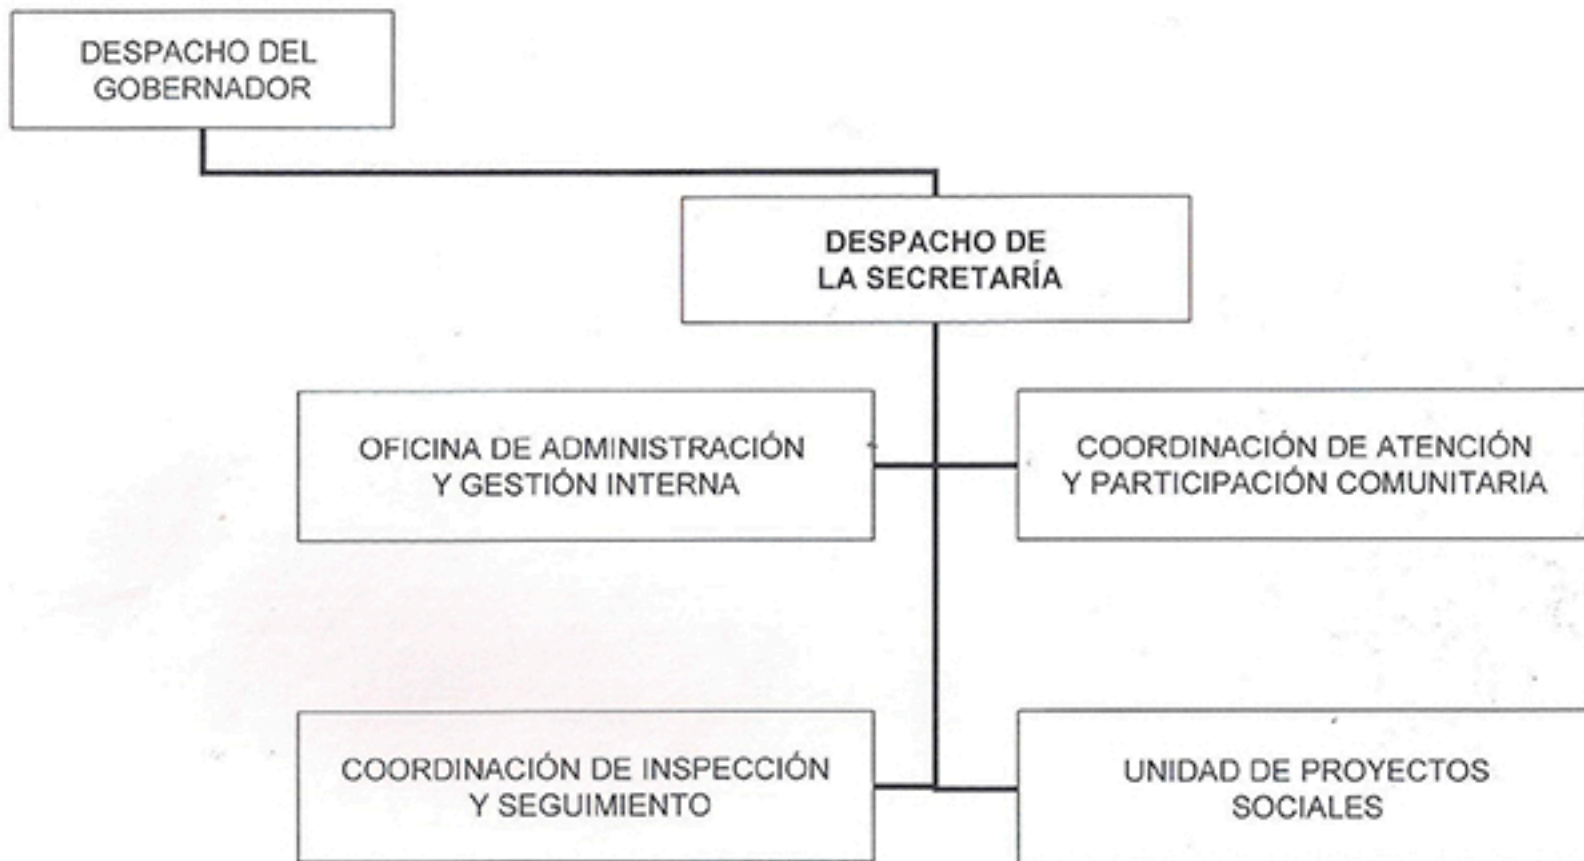 DESPACHO DEL
GOBERNADOR
DESPACHO DE
LA SECRETARÍA
OFICINA DE ADMINISTRACIÓN
Y GESTIÓN INTERNA
COORDINACIÓN DE ATENCIÓN
Y PARTICIPACIÓN COMUNITARIA
COORDINACIÓN DE INSPECCIÓN
Y SEGUIMIENTO
UNIDAD DE PROYECTOS
SOCIALES